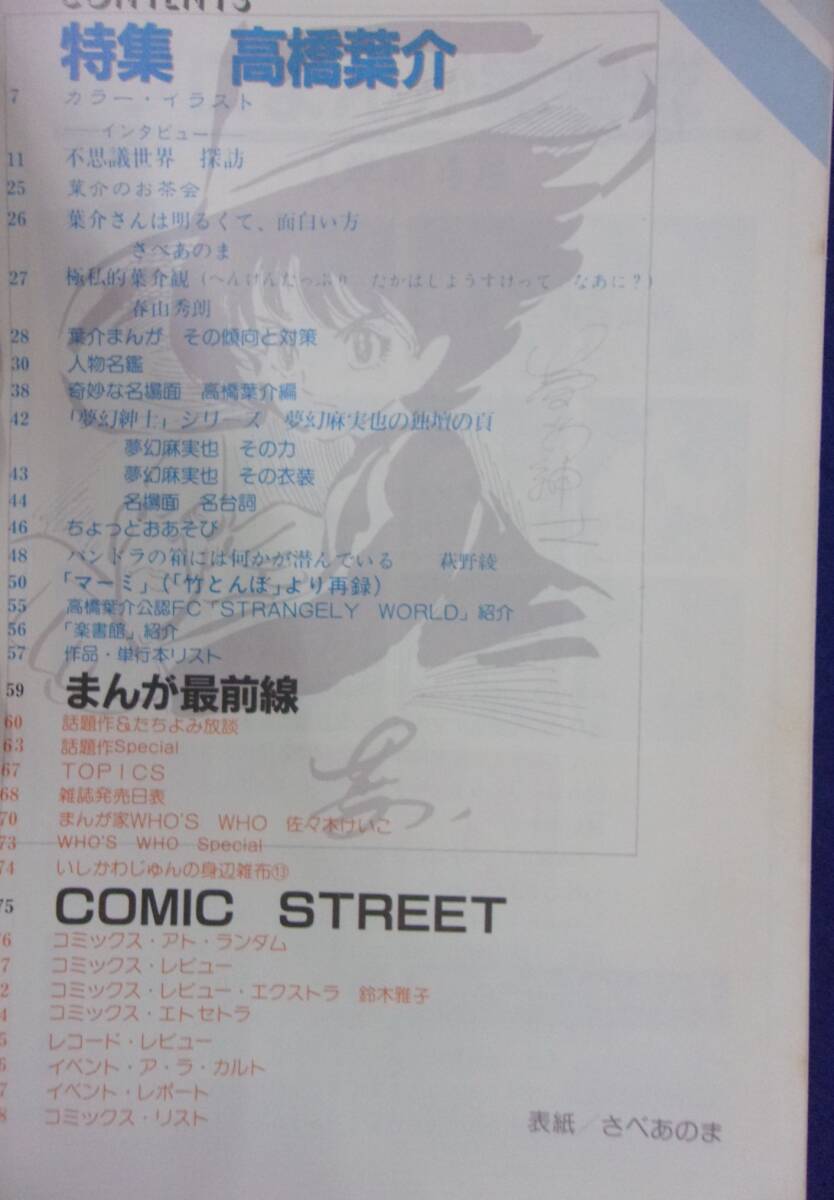 CONTENTS
特集 高橋葉介
7 カラー・イラスト
インタビュー
11 不思議世界 探訪
25 葉介のお茶会
26 葉介さんは明るくて、面白い方
さべあのま
27 極私的葉介観(へんけんたっぷり たかはしようすけって なあに?)
春山秀朗
28 葉介まんが その傾向と対策
30 人物名鑑
38 奇妙な名場面 高橋葉介編
42 「夢幻紳士」シリーズ 夢幻麻実也の独壇の頁
夢幻麻実也 その力
43 夢幻麻実也 その衣装
44 名場面 名台詞
46 ちょっとおあそび
48 パンドラの箱には何かが潜んでいる 萩野綾
50 「マーミ」(「竹とんぼ」より再録)
55 高橋葉介公認FC「STRANGELY WORLD」紹介
56 「楽書館」紹介
57 作品・単行本リスト
59 まんが最前線
60 話題作&たちよみ放談
63 話題作Special
67 TOPICS
68 雑誌発売日表
70 まんが家WHO'S WHO 佐々木けいこ
73 WHO'S WHO Special
74 いしかわじゅんの身辺雑布⑬
75 COMIC STREET
6 コミックス・アト・ランダム
7 コミックス・レビュー
2 コミックス・レビュー・エクストラ 鈴木雅子
4 コミックス・エトセトラ
5 レコード・レビュー
6 イベント・ア・ラ・カルト
7 イベント・レポート
8 コミックス・リスト
表紙/さべあのま